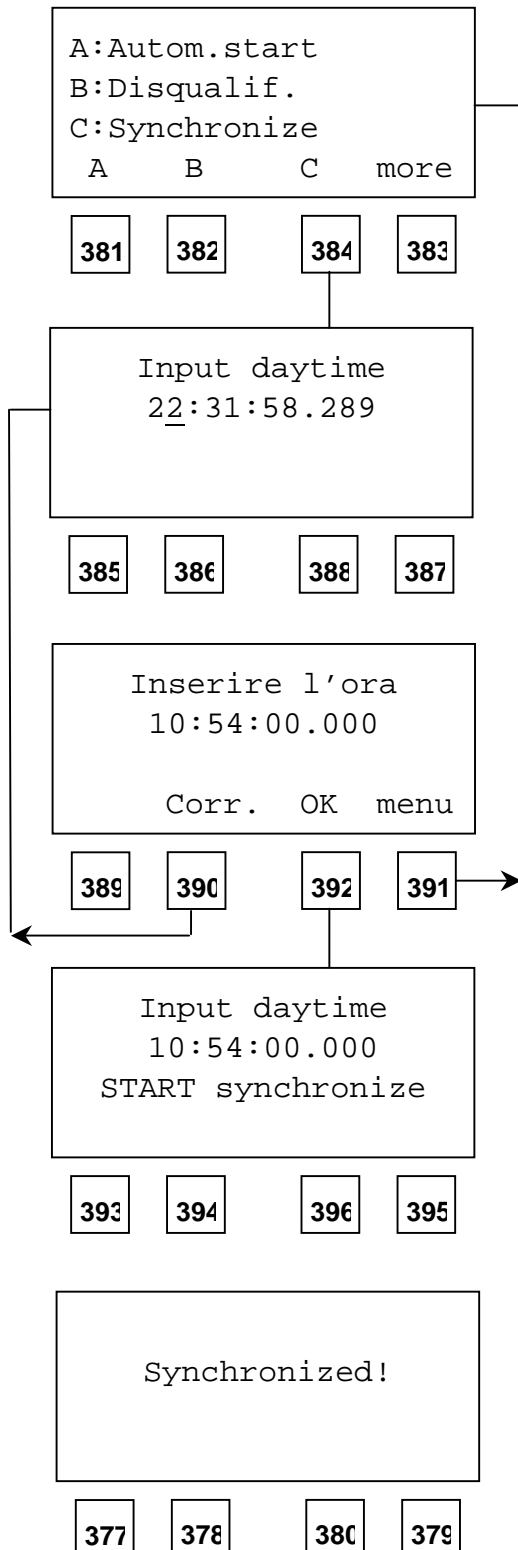 A:Autom.start
B:Disqualif.
C:Synchronize
A B C more
381 382 384 383
Input daytime
22:31:58.289
385 386 388 387
Inserire l'ora
10:54:00.000
Corr. OK menu
389 390 392 391
Input daytime
10:54:00.000
START synchronize
393 394 396 395
Synchronized!
377 378 380 379